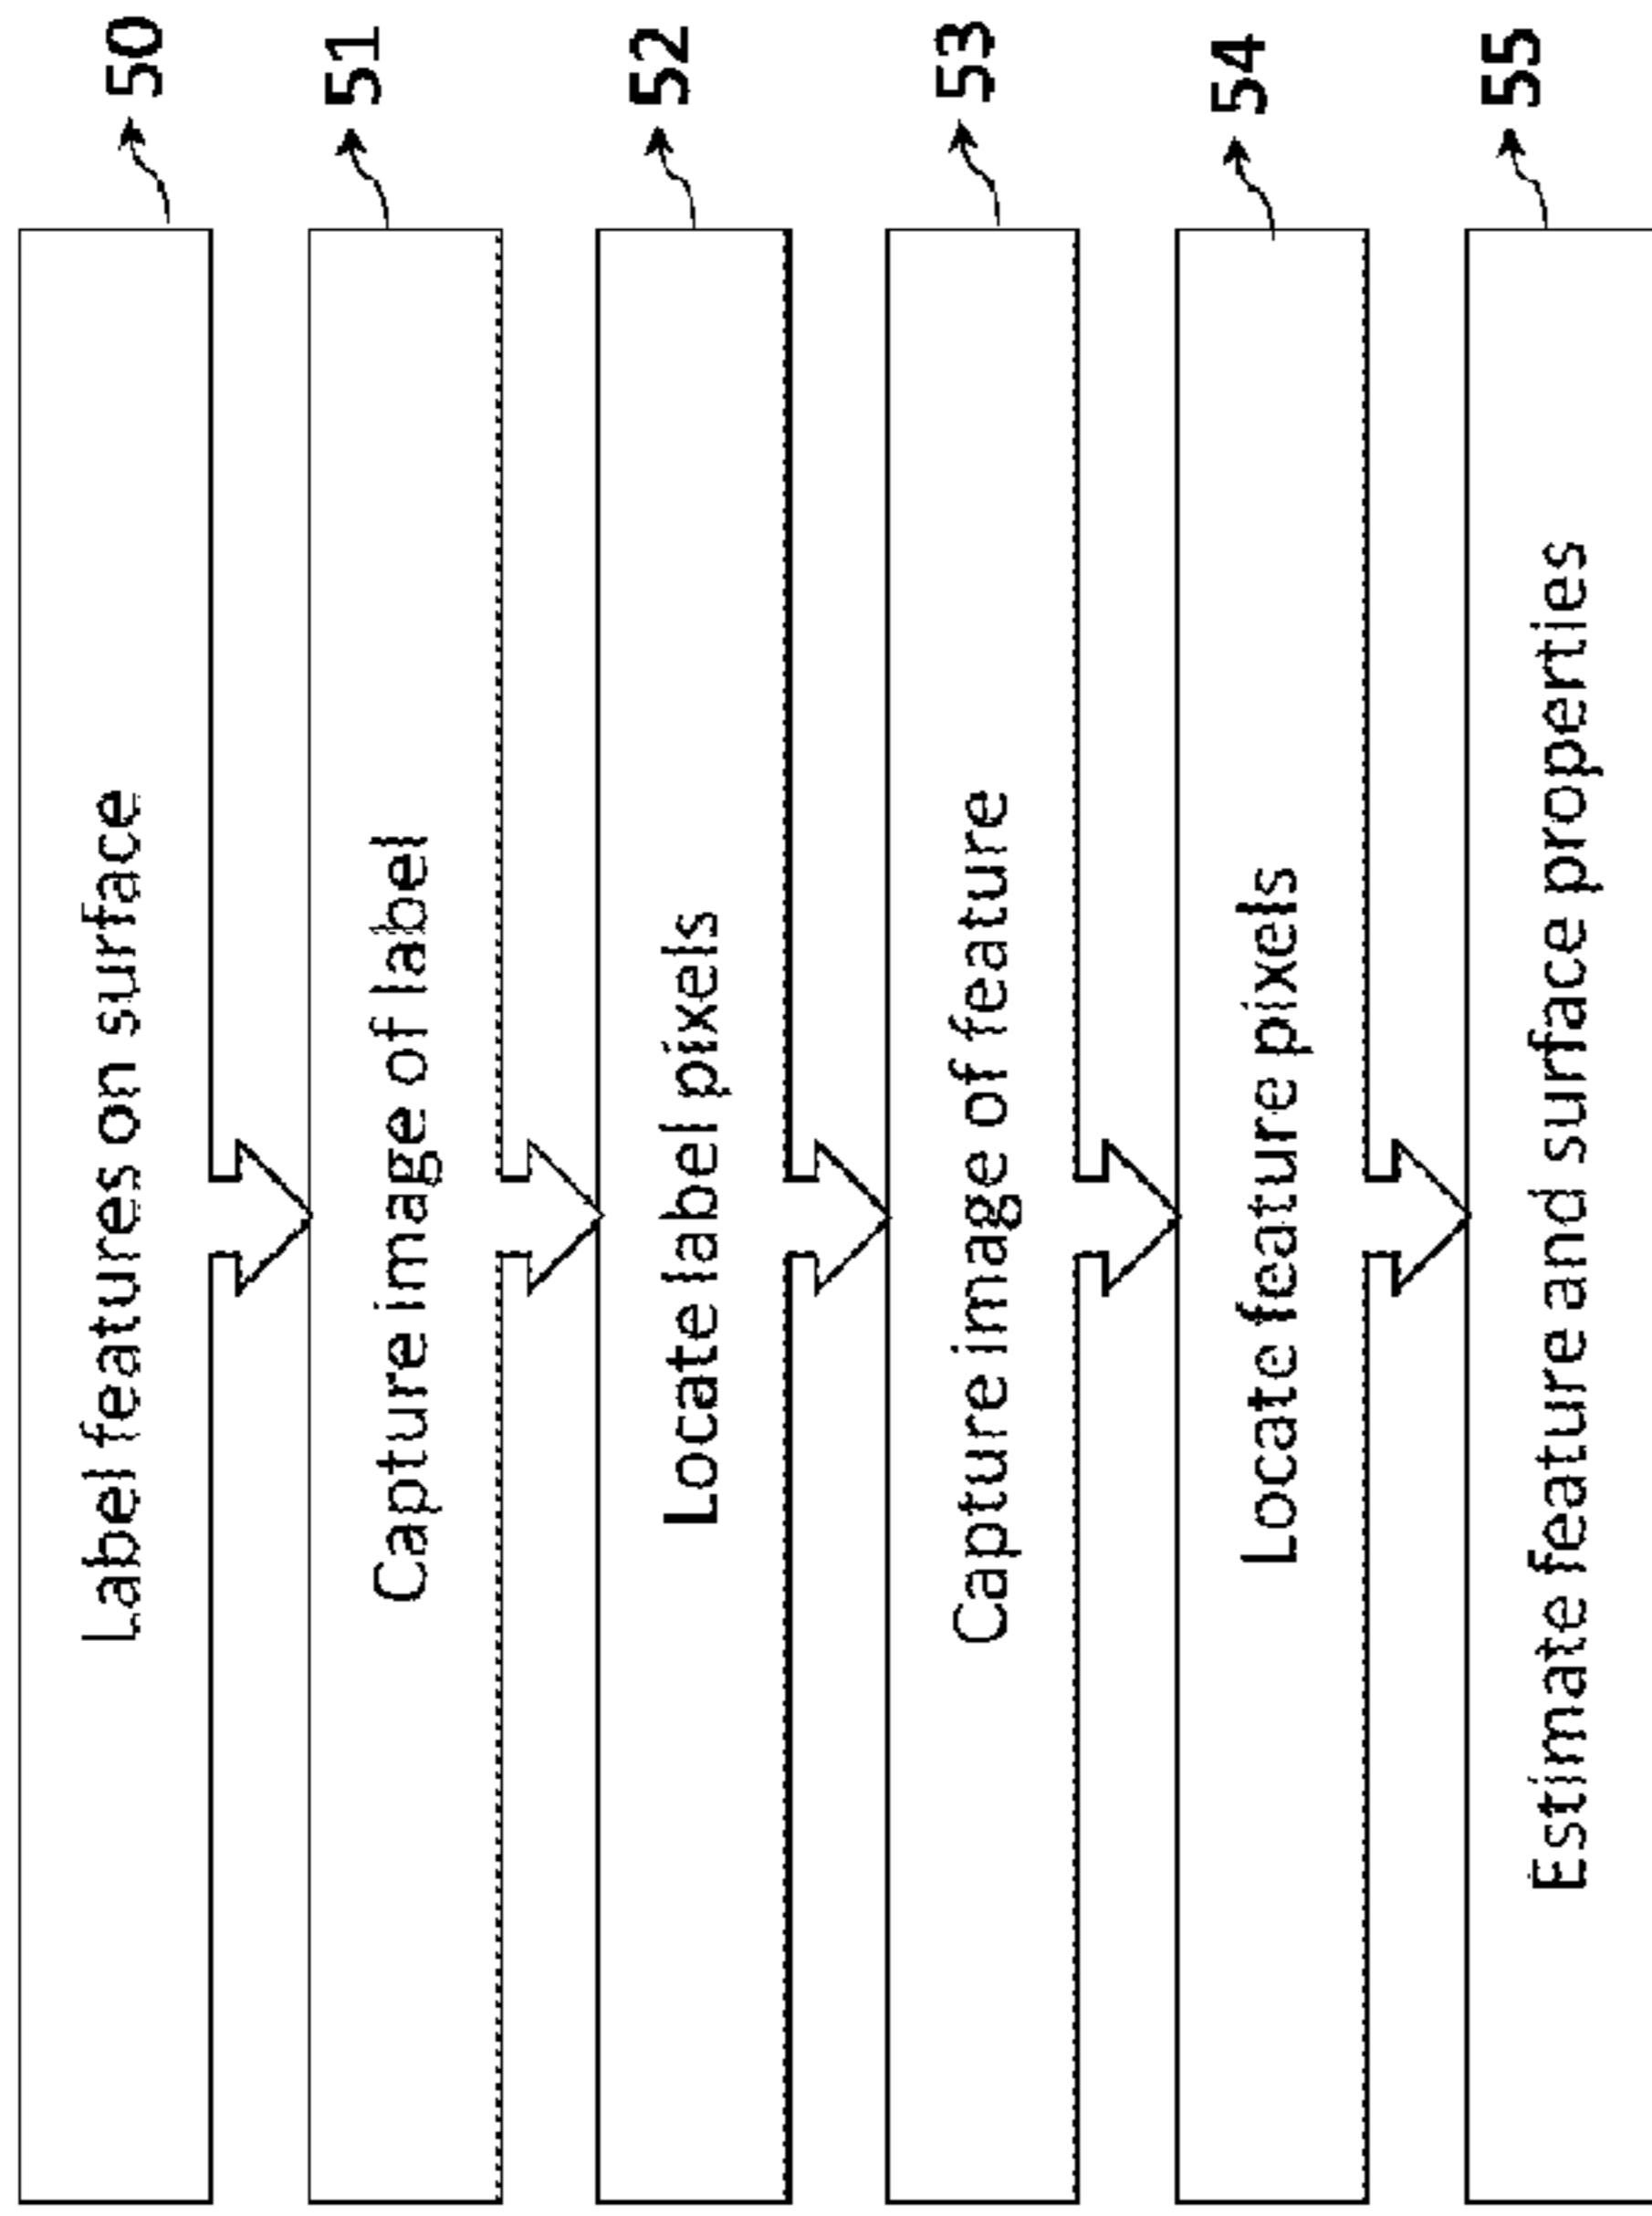 Label features on surface
50
Capture image of label
51
Locate label pixels
52
Capture image of feature
53
Locate feature pixels
54
Estimate feature and surface properties
55